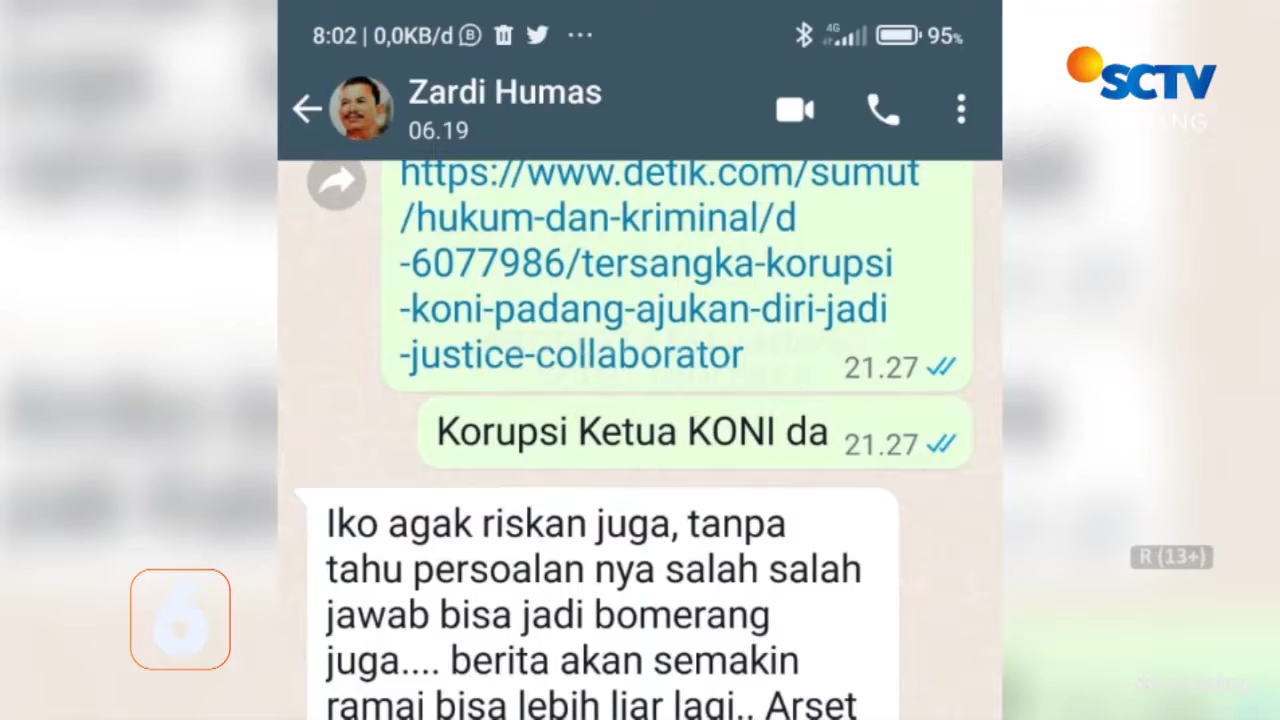 8:02 | 0,0KB/d
4G
95%
SCTV
Zardi Humas
06.19
https://www.detik.com/sumut
/hukum-dan-kriminal/d
-6077986/tersangka-korupsi
-koni-padang-ajukan-diri-jadi
-justice-collaborator
21.27
Korupsi Ketua KONI da
21.27
Iko agak riskan juga, tanpa
tahu persoalan nya salah salah
jawab bisa jadi bomerang
juga.... berita akan semakin
ramai bisa lebih liar lagi.. Arset
R (13+)
6